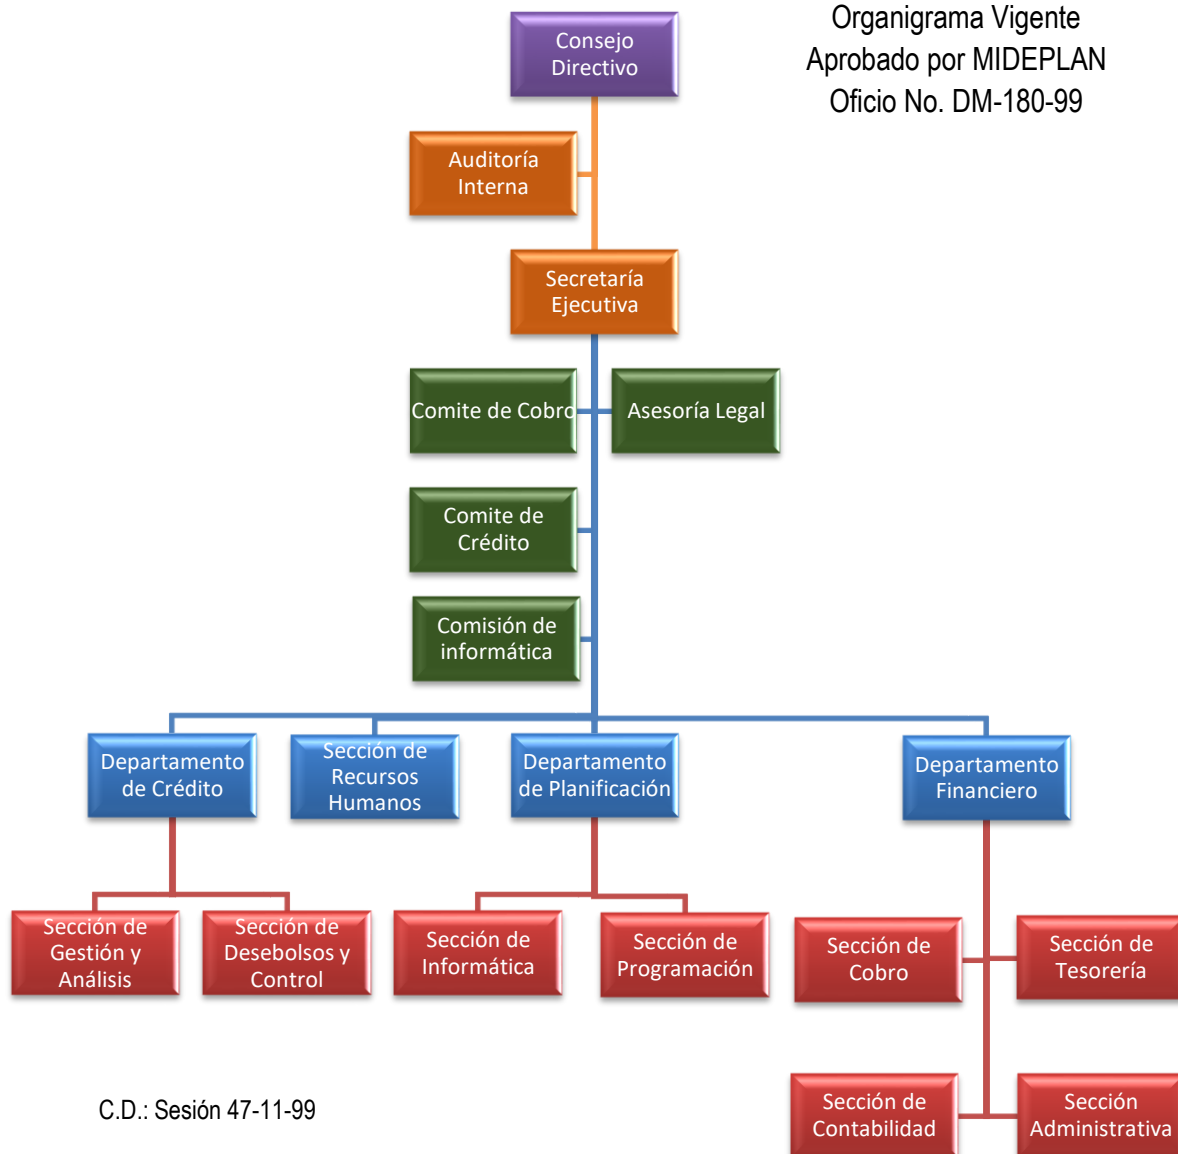 Organigrama Vigente
Aprobado por MIDEPLAN
Oficio No. DM-180-99
Consejo
Directivo
Auditoría
Interna
Secretaría
Ejecutiva
Comite de Cobro
Asesoría Legal
Comite de
Crédito
Comisión de
informática
Departamento
de Crédito
Sección de
Recursos
Humanos
Departamento
de Planificación
Departamento
Financiero
Sección de
Gestión y
Análisis
Sección de
Desebolsos y
Control
Sección de
Informática
Sección de
Programación
Sección de
Cobro
Sección de
Tesorería
Sección de
Contabilidad
Sección
Administrativa
C.D.: Sesión 47-11-99